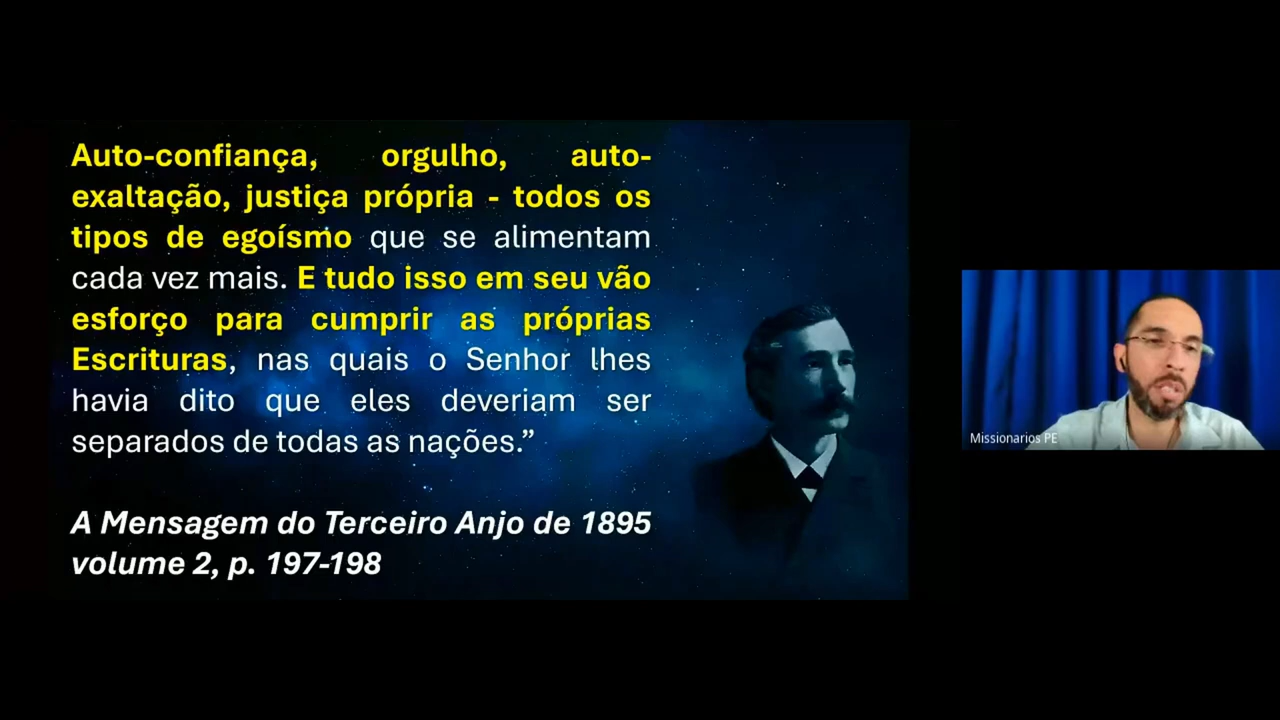 Auto-confiança, orgulho, auto-
exaltação, justiça própria - todos os
tipos de egoísmo que se alimentam
cada vez mais. E tudo isso em seu vão
esforço para cumprir as próprias
Escrituras, nas quais o Senhor lhes
havia dito que eles deveriam ser
separados de todas as nações.”
A Mensagem do Terceiro Anjo de 1895
volume 2, p. 197-198
Missionarios PE